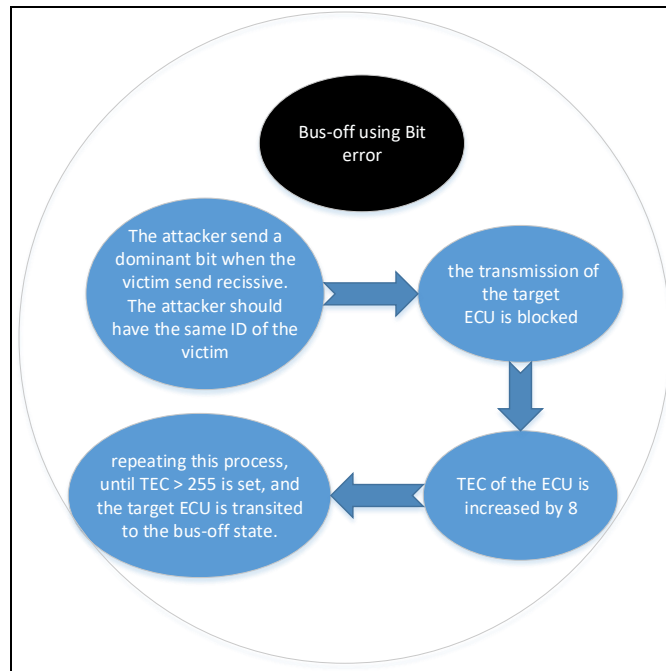 Bus-off using Bit
error
The attacker send a
dominant bit when the
victim send recissive.
The attacker should
have the same ID of the
victim
the transmission of
the target
ECU is blocked
TEC of the ECU is
increased by 8
repeating this process,
until TEC > 255 is set, and
the target ECU is transited
to the bus-off state.